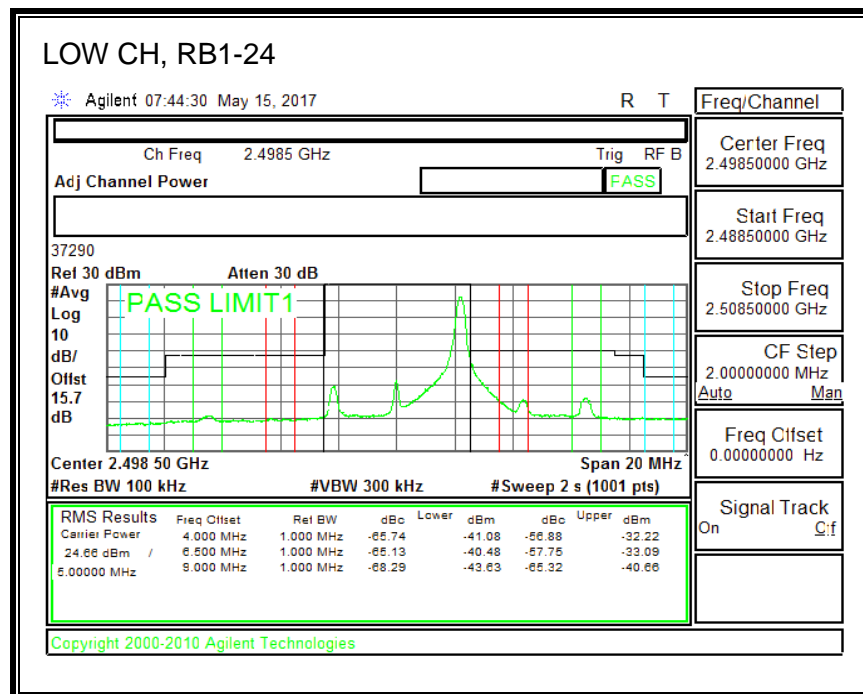 LOW CH, RB1-24
Agilent 07:44:30 May 15, 2017 R T
Freq/Channel
Ch Freq 2.4985 GHz Trig RF B
Adj Channel Power PASS
Center Freq
2.49850000 GHz
Start Freq
2.48850000 GHz
Stop Freq
2.50850000 GHz
CF Step
2.00000000 MHz
Auto Man
Freq Offset
0.00000000 Hz
Signal Track
On Off
37290
Ref 30 dBm Atten 30 dB
#Avg
Log
10
dB/
Offst
15.7
dB
PASS LIMIT1
Center 2.498 50 GHz Span 20 MHz
#Res BW 100 kHz #VBW 300 kHz #Sweep 2 s (1001 pts)
RMS Results Freq Offset Ref BW dBc Lower dBm dBc Upper dBm
Carrier Power 4.000 MHz 1.000 MHz -65.74 -41.08 -56.88 -32.22
24.66 dBm / 6.500 MHz 1.000 MHz -65.13 -40.48 -57.75 -33.09
5.00000 MHz 9.000 MHz 1.000 MHz -68.29 -43.63 -65.32 -40.66
Copyright 2000-2010 Agilent Technologies